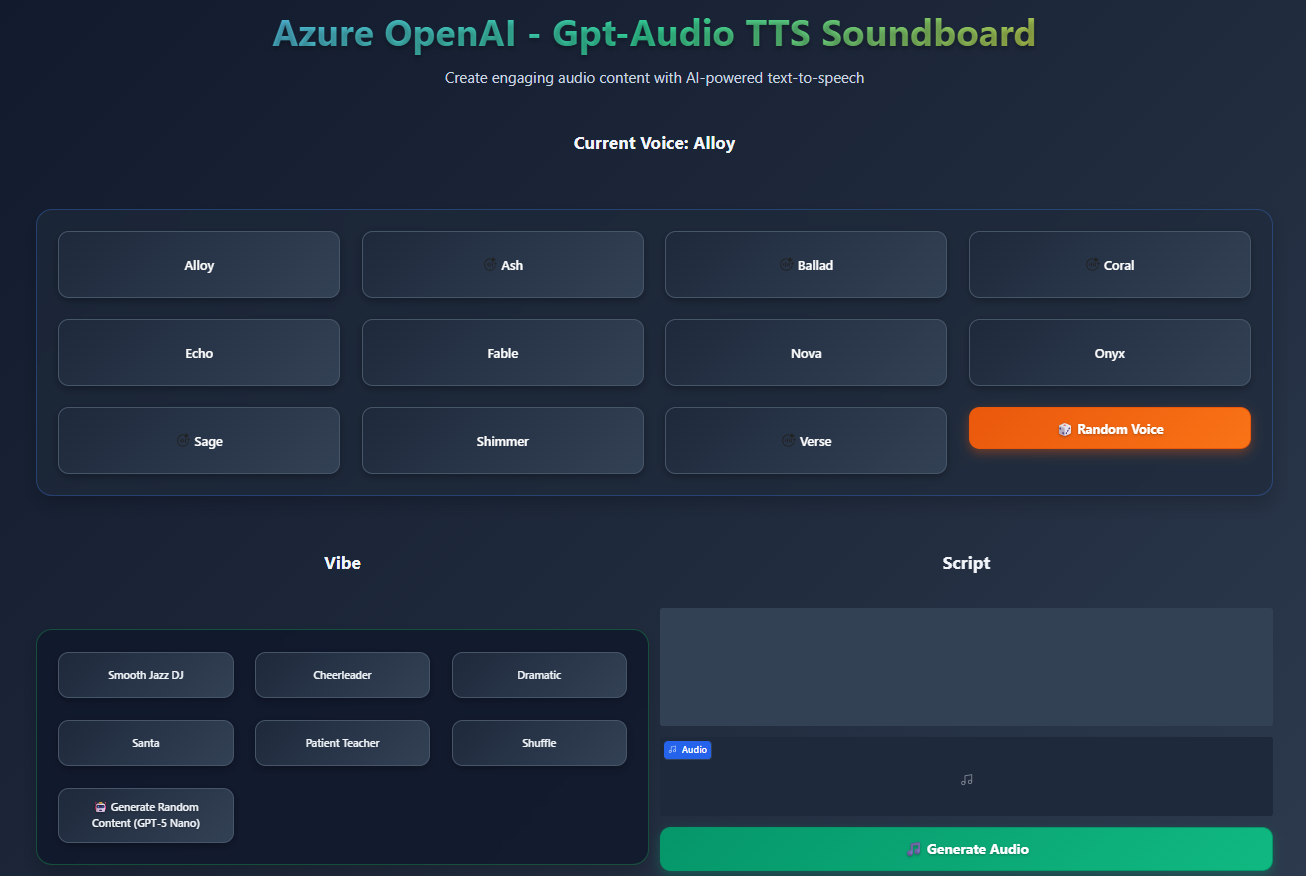 Azure OpenAI - Gpt-Audio TTS Soundboard
Create engaging audio content with AI-powered text-to-speech
Current Voice: Alloy
Alloy
Ash
Ballad
Coral
Echo
Fable
Nova
Onyx
Sage
Shimmer
Verse
Random Voice
Vibe
Smooth Jazz DJ
Cheerleader
Dramatic
Santa
Patient Teacher
Shuffle
Generate Random
Content (GPT-5 Nano)
Script
Audio
Generate Audio